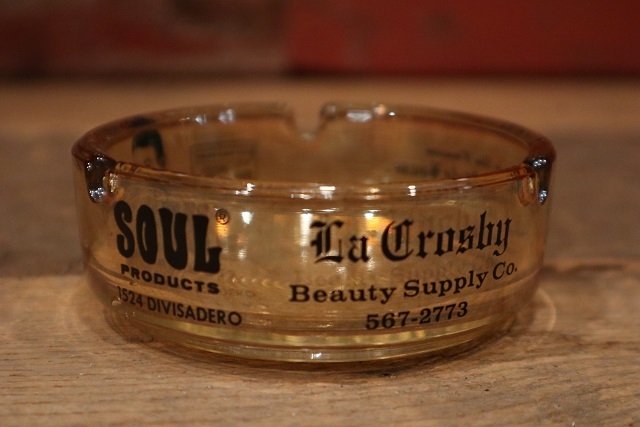 SOUL®
PRODUCTS
1524 DIVISADERO
La Crosby
Beauty Supply Co.
567-2773